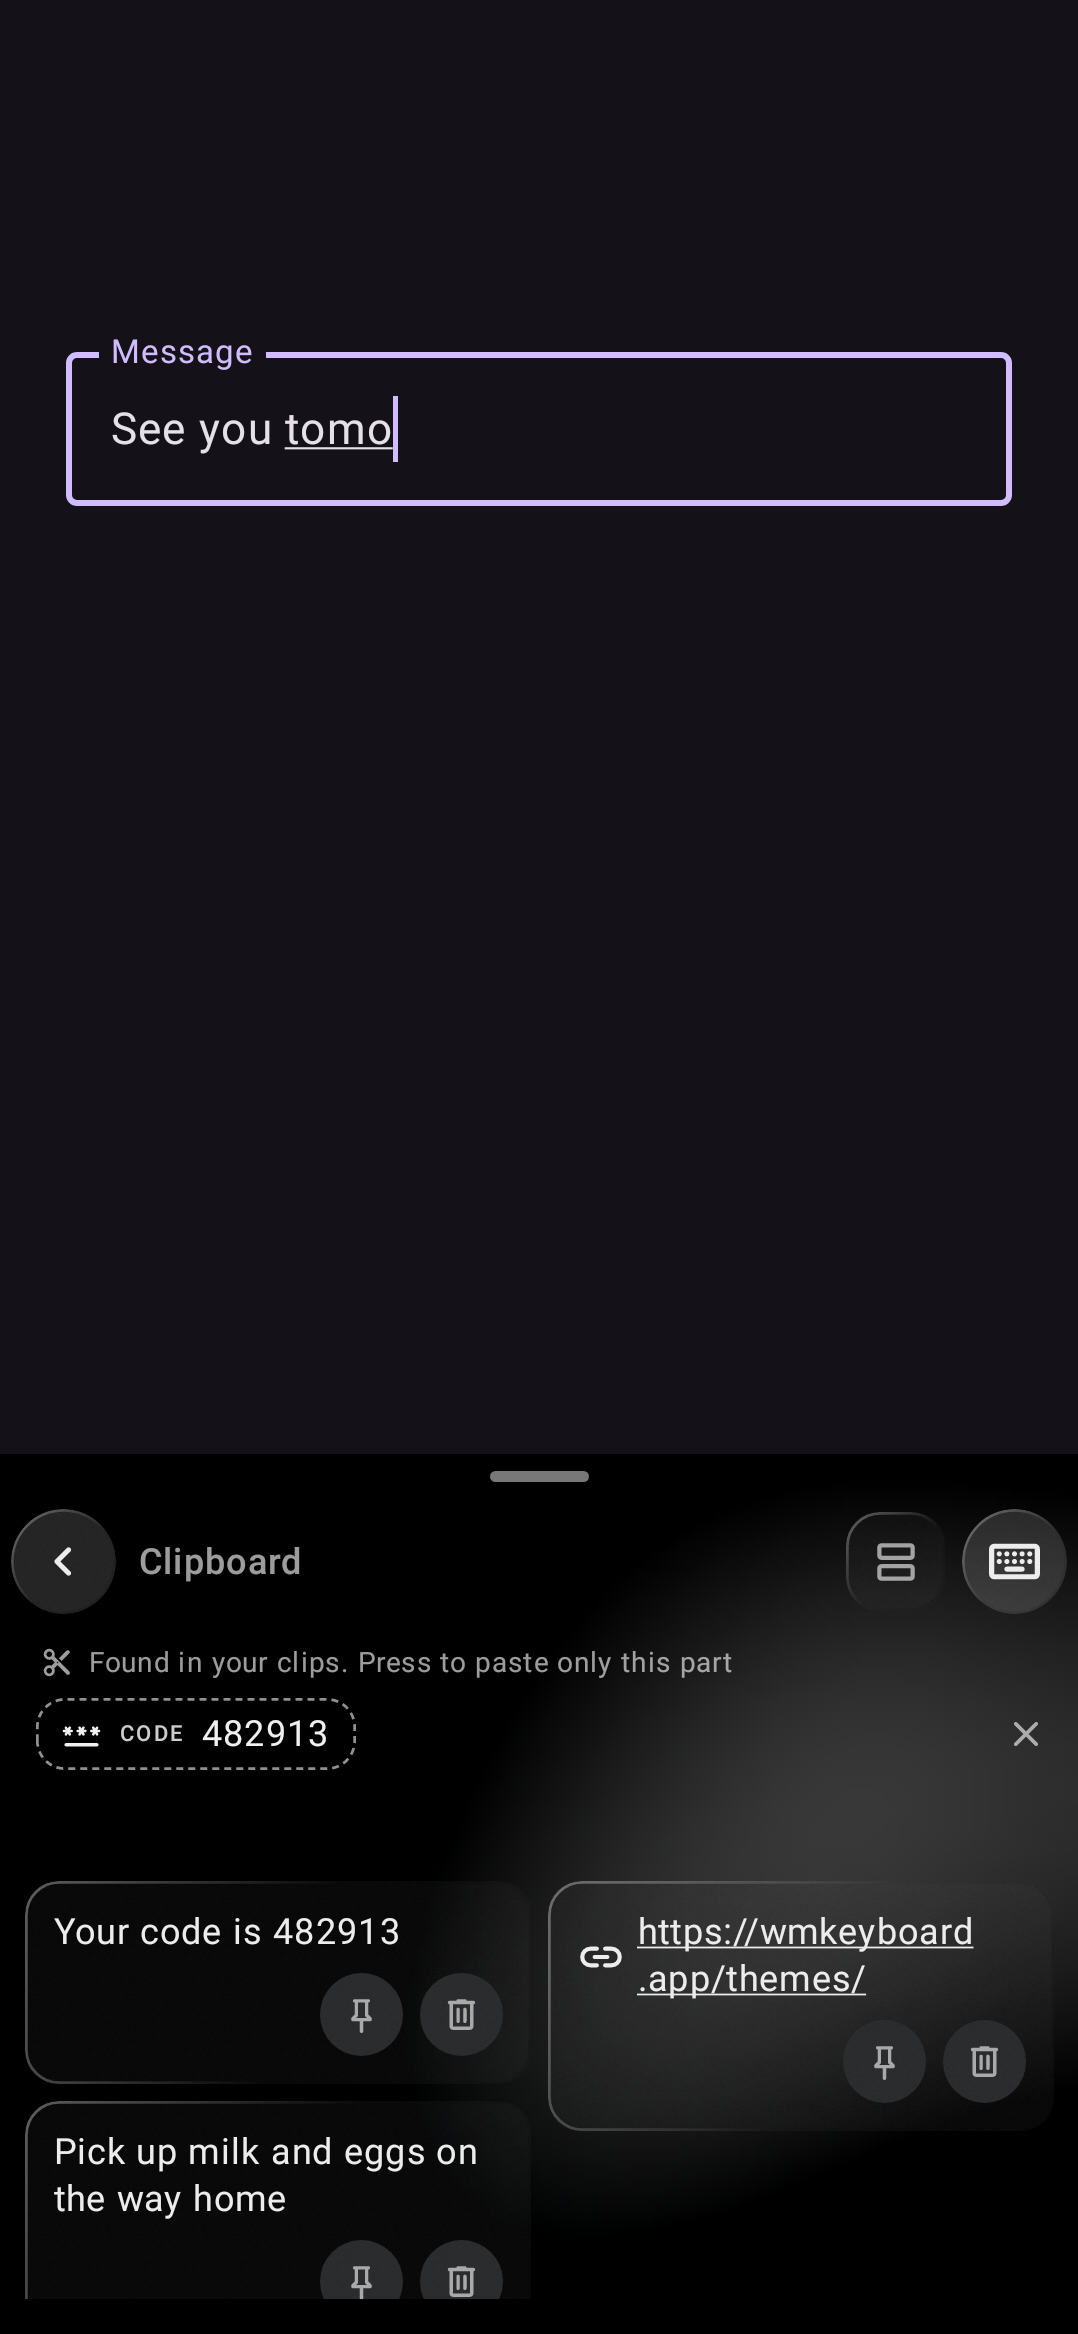 Message
See you tomo
Clipboard
Found in your clips. Press to paste only this part
*** CODE 482913
Your code is 482913
https://wmkeyboard
.app/themes/
Pick up milk and eggs on
the way home